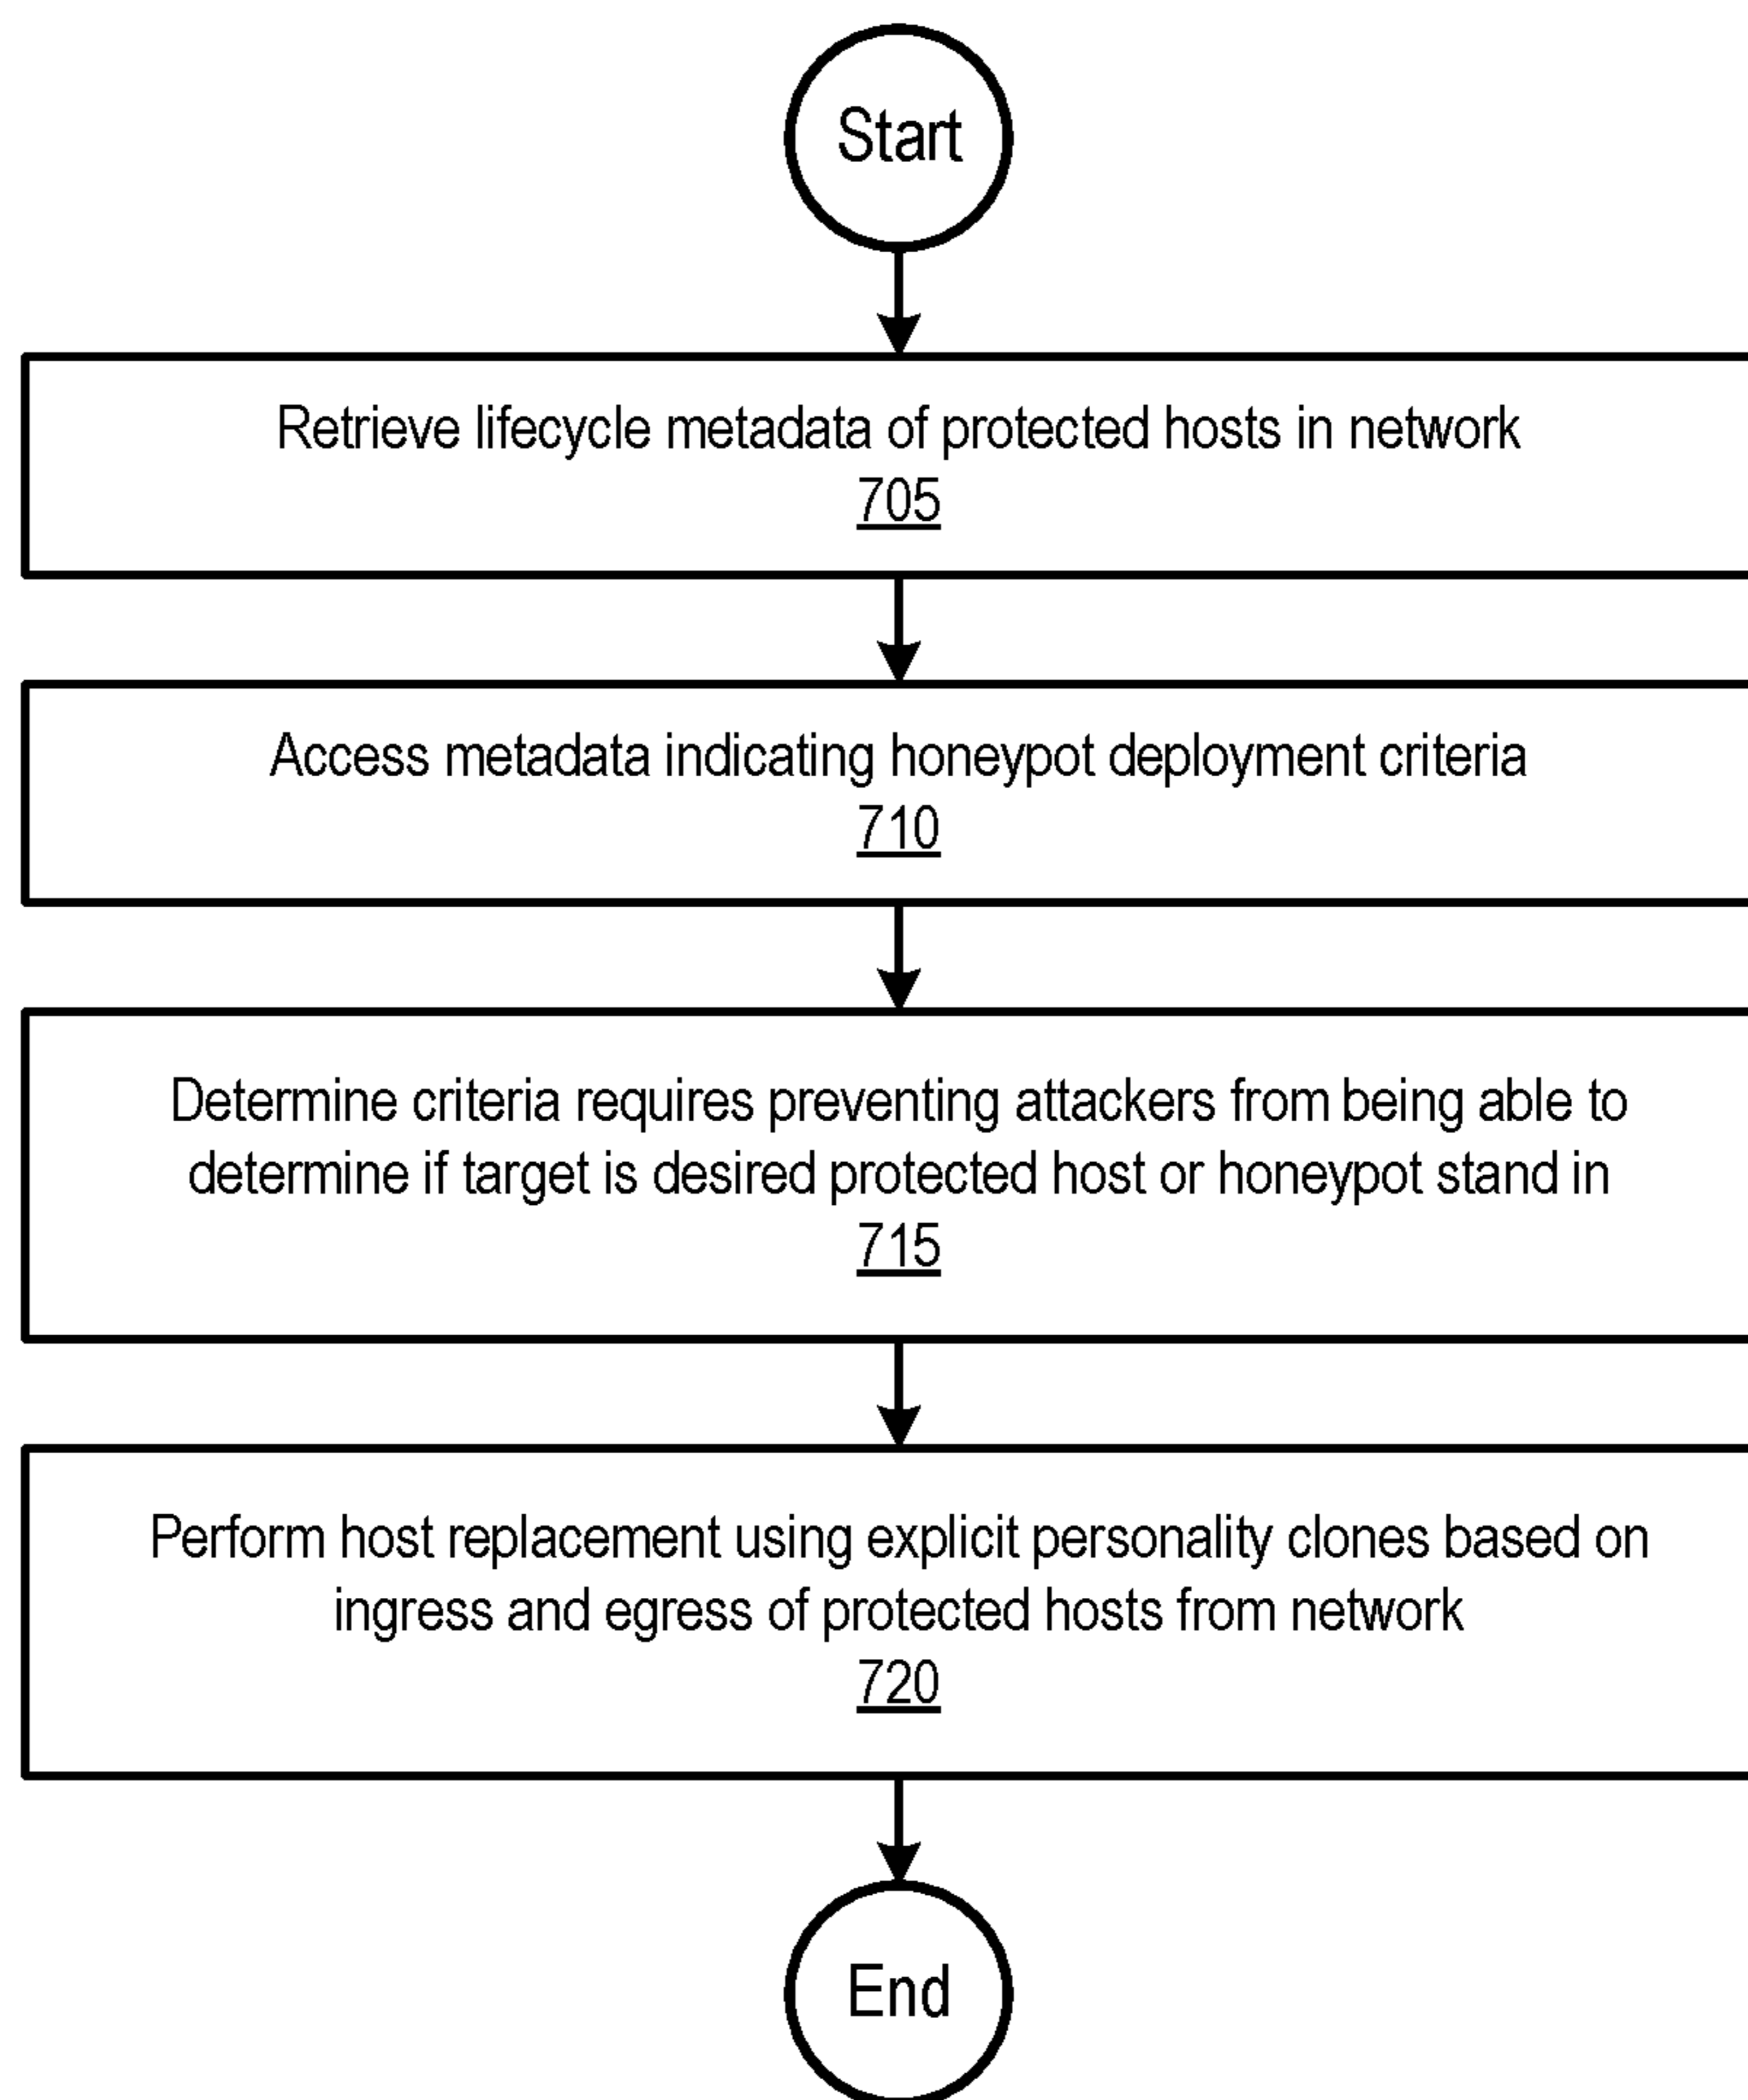 Start
Retrieve lifecycle metadata of protected hosts in network
705
Access metadata indicating honeypot deployment criteria
710
Determine criteria requires preventing attackers from being able to
determine if target is desired protected host or honeypot stand in
715
Perform host replacement using explicit personality clones based on
ingress and egress of protected hosts from network
720
End